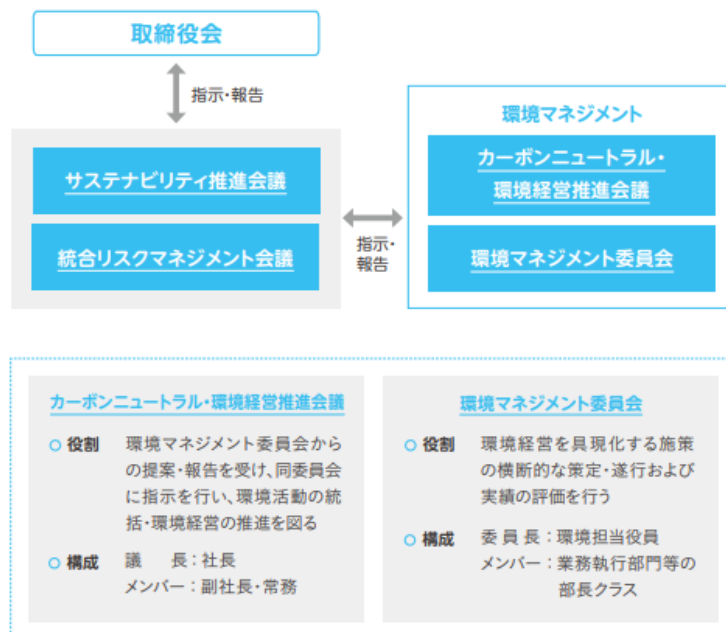 取締役会
指示・報告
サステナビリティ推進会議
統合リスクマネジメント会議
指示・
報告
環境マネジメント
カーボンニュートラル・
環境経営推進会議
環境マネジメント委員会
カーボンニュートラル・環境経営推進会議
役割 環境マネジメント委員会から
の提案・報告を受け、同委員会
に指示を行い、環境活動の統
括・環境経営の推進を図る
構成 議　　長：社長
メンバー：副社長・常務
環境マネジメント委員会
役割 環境経営を具現化する施策
の横断的な策定・遂行および
実績の評価を行う
構成 委員長：環境担当役員
メンバー：業務執行部門等の
部長クラス